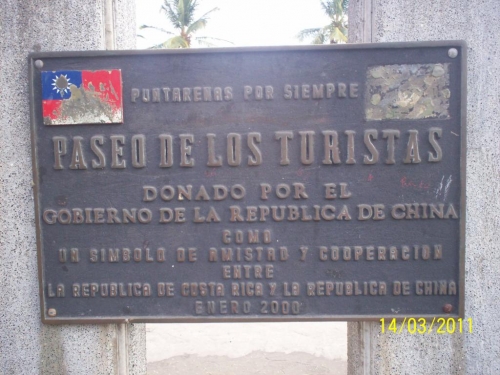 PUNTARENAS POR SIEMPRE
PASEO DE LOS TURISTAS
DONADO POR EL
GOBIERNO DE LA REPUBLICA DE CHINA
COMO
UN SIMBOLO DE AMISTAD Y COOPERACION
ENTRE
LA REPUBLICA DE COSTA RICA Y LA REPUBLICA DE CHINA
ENERO 2000
14/03/2011